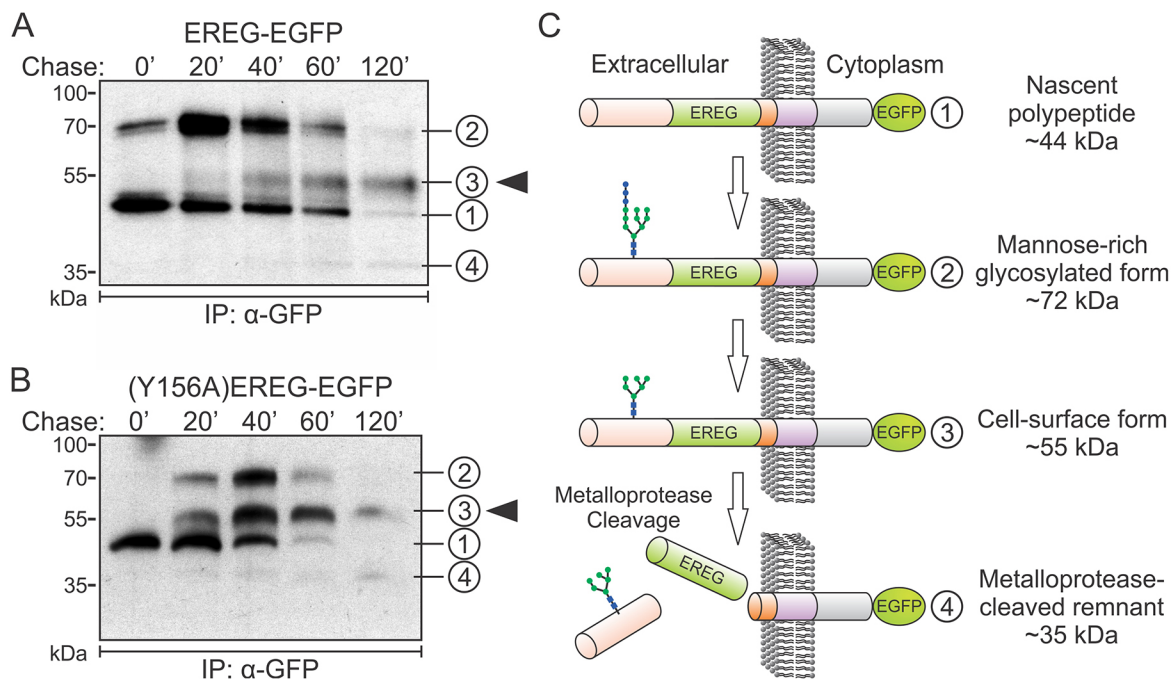 A
EREG-EGFP
Chase: 0’ 20’ 40’ 60’ 120’
100-
70-
55-
35-
kDa
2
3
1
4
IP: α-GFP
B
(Y156A)EREG-EGFP
Chase: 0’ 20’ 40’ 60’ 120’
100-
70-
55-
35-
kDa
2
3
1
4
IP: α-GFP
C
Extracellular
Cytoplasm
EREG
EGFP
1
Nascent
polypeptide
~44 kDa
EREG
EGFP
2
Mannose-rich
glycosylated form
~72 kDa
EREG
EGFP
3
Cell-surface form
~55 kDa
Metalloprotease
Cleavage
EREG
EGFP
4
Metalloprotease-
cleaved remnant
~35 kDa